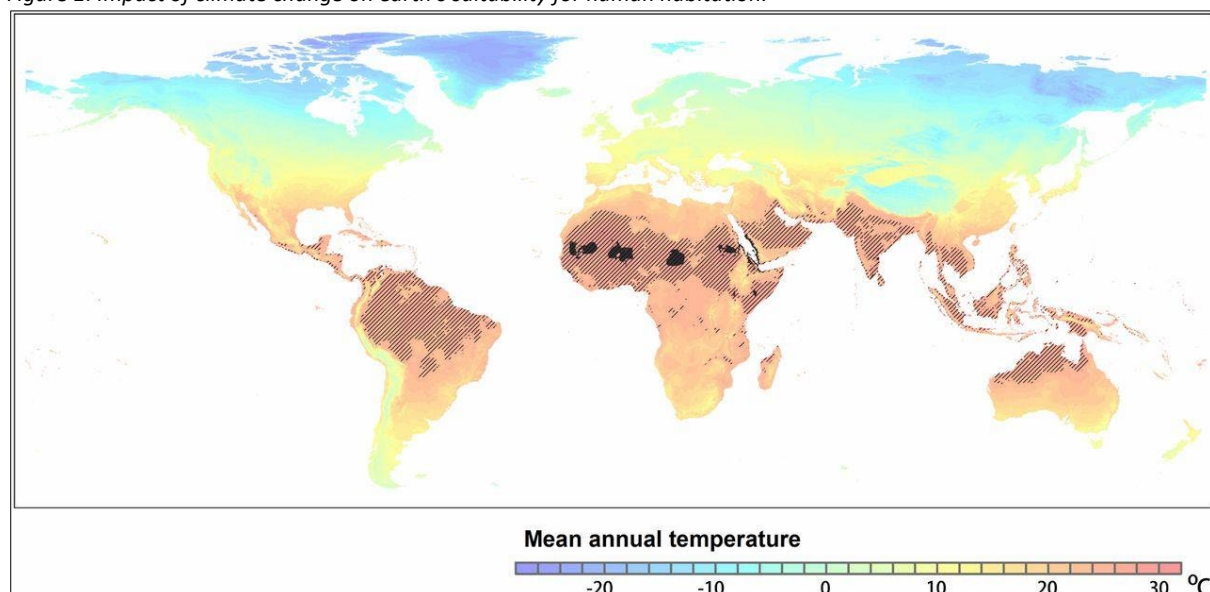 Figure 1: Impact of climate change on Earth's suitability for human habitation.
Mean annual temperature
-20 -10 0 10 20 30 °C